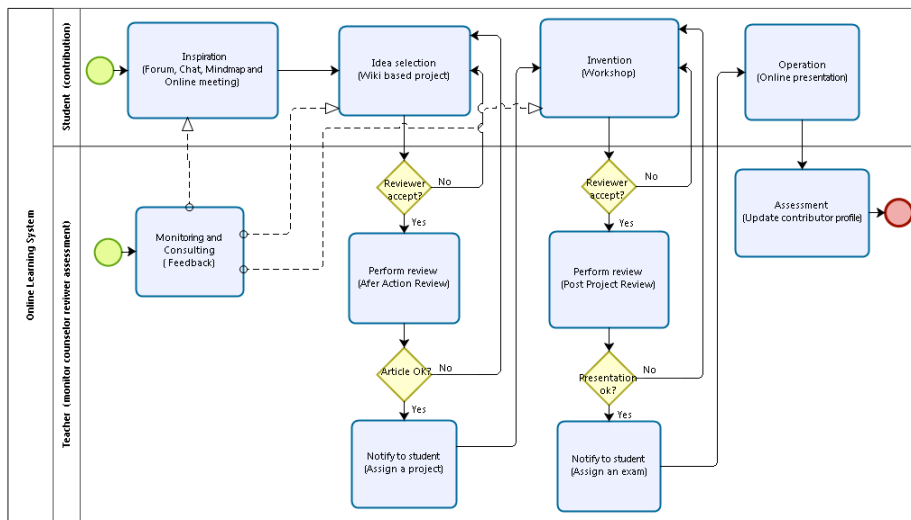 Online Learning System
Student (contribution)
Inspiration
(Forum, Chat, Mindmap and
Online meeting)
Idea selection
(Wiki based project)
Invention
(Workshop)
Operation
(Online presentation)
Teacher (monitor counselor reviwer assessment)
Monitoring and
Consulting
( Feedback)
Reviewer
accept?
No
Yes
Perform review
(Afer Action Review)
Article OK?
No
Yes
Notify to student
(Assign a project)
Reviewer
accept?
No
Yes
Perform review
(Post Project Review)
Presentation
ok?
No
Yes
Notify to student
(Assign an exam)
Assessment
(Update contributor profile)